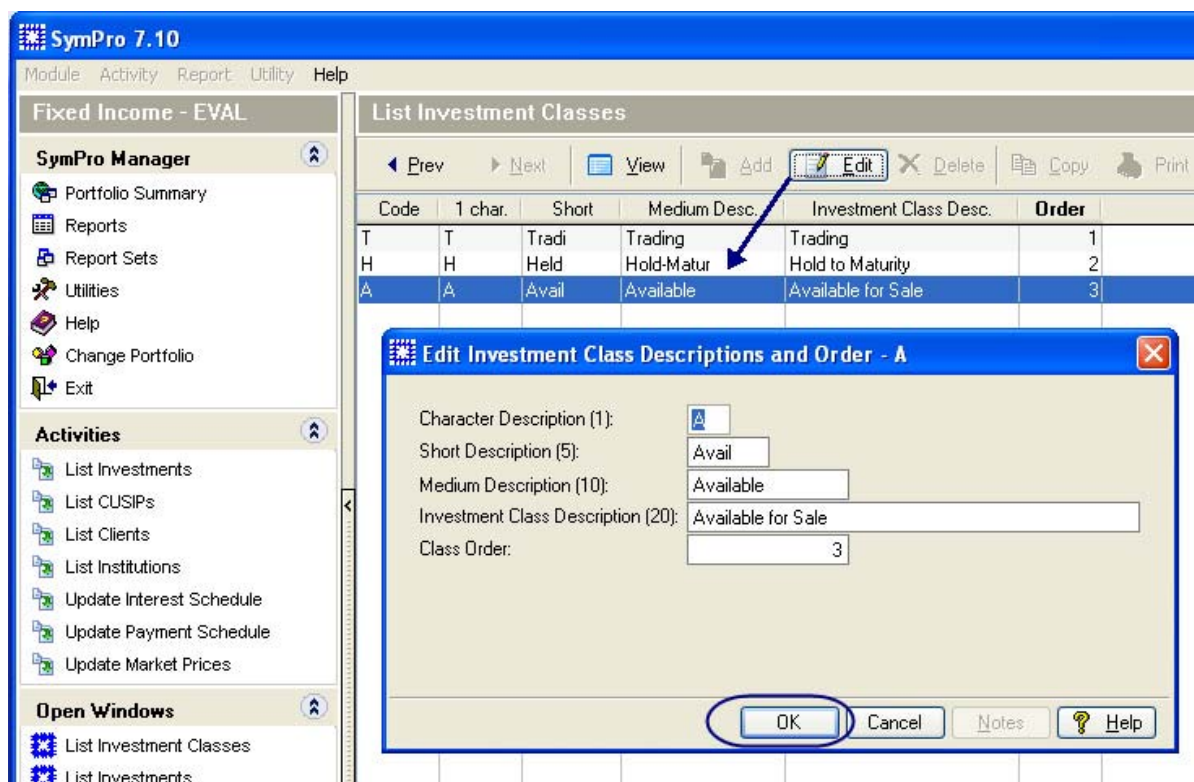 SymPro 7.10
Module Activity Report Utility Help
Fixed Income - EVAL
SymPro Manager
Portfolio Summary
Reports
Report Sets
Utilities
Help
Change Portfolio
Exit
Activities
List Investments
List CUSIPs
List Clients
List Institutions
Update Interest Schedule
Update Payment Schedule
Update Market Prices
Open Windows
List Investment Classes
List Investments
List Investment Classes
Prev Next View Add Edit Delete Copy Print
Code 1 char. Short Medium Desc. Investment Class Desc. Order
T T Tradi Trading Trading 1
H H Held Hold-Matur Hold to Maturity 2
A A Avail Available Available for Sale 3
Edit Investment Class Descriptions and Order - A
Character Description (1): A
Short Description (5): Avail
Medium Description (10): Available
Investment Class Description (20): Available for Sale
Class Order: 3
OK Cancel Notes ? Help